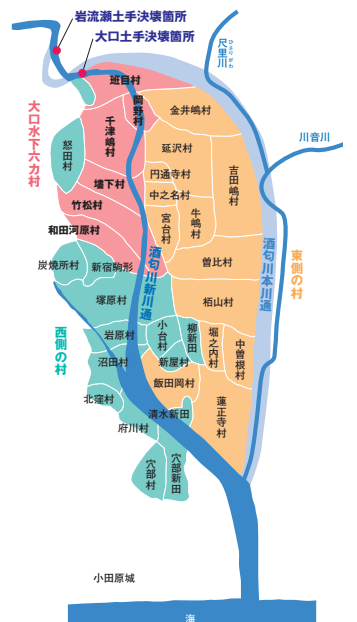 岩流瀬土手決壊箇所
大口土手決壊箇所
尺里川
ひさりがわ
川音川
大口水下六カ村
班目村
岡野村
千津嶋村
壗下村
竹松村
和田河原村
怒田村
金井嶋村
延沢村
吉田嶋村
円通寺村
中之名村
宮台村
牛嶋村
曽比村
栢山村
酒匂川新川通
酒匂川本川通
東側の村
西側の村
炭焼所村
新宿駒形
塚原村
岩原村
沼田村
北窪村
府川村
小台村
柳新田
新屋村
堀之内村
中曽根村
飯田岡村
清水新田
蓮正寺村
穴部村
穴部新田
小田原城
海